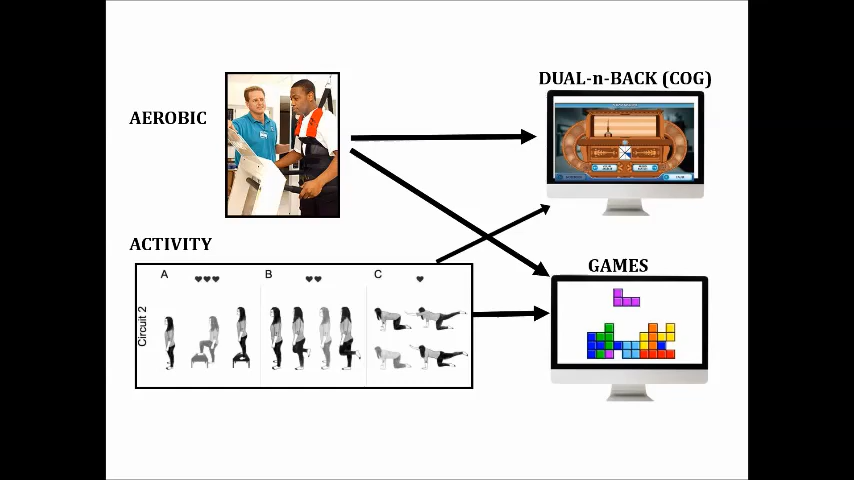 DUAL-n-BACK (COG)
AEROBIC
ACTIVITY
GAMES
A
B
C
Circuit 2